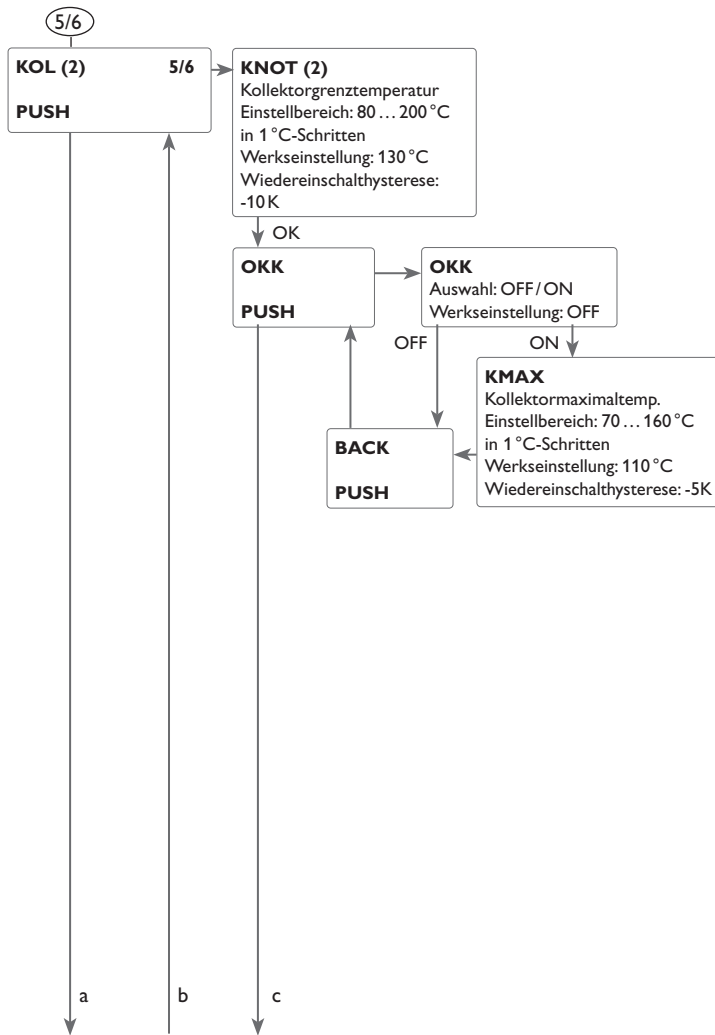 5/6
KOL (2) 5/6
PUSH
KNOT (2)
Kollektorgrenztemperatur
Einstellbereich: 80 … 200 °C
in 1 °C-Schritten
Werkseinstellung: 130 °C
Wiedereinschalthysterese:
-10 K
OK
OKK
PUSH
OKK
Auswahl: OFF / ON
Werkseinstellung: OFF
OFF
ON
KMAX
Kollektormaximaltemp.
Einstellbereich: 70 … 160 °C
in 1 °C-Schritten
Werkseinstellung: 110 °C
Wiedereinschalthysterese: -5K
BACK
PUSH
a
b
c